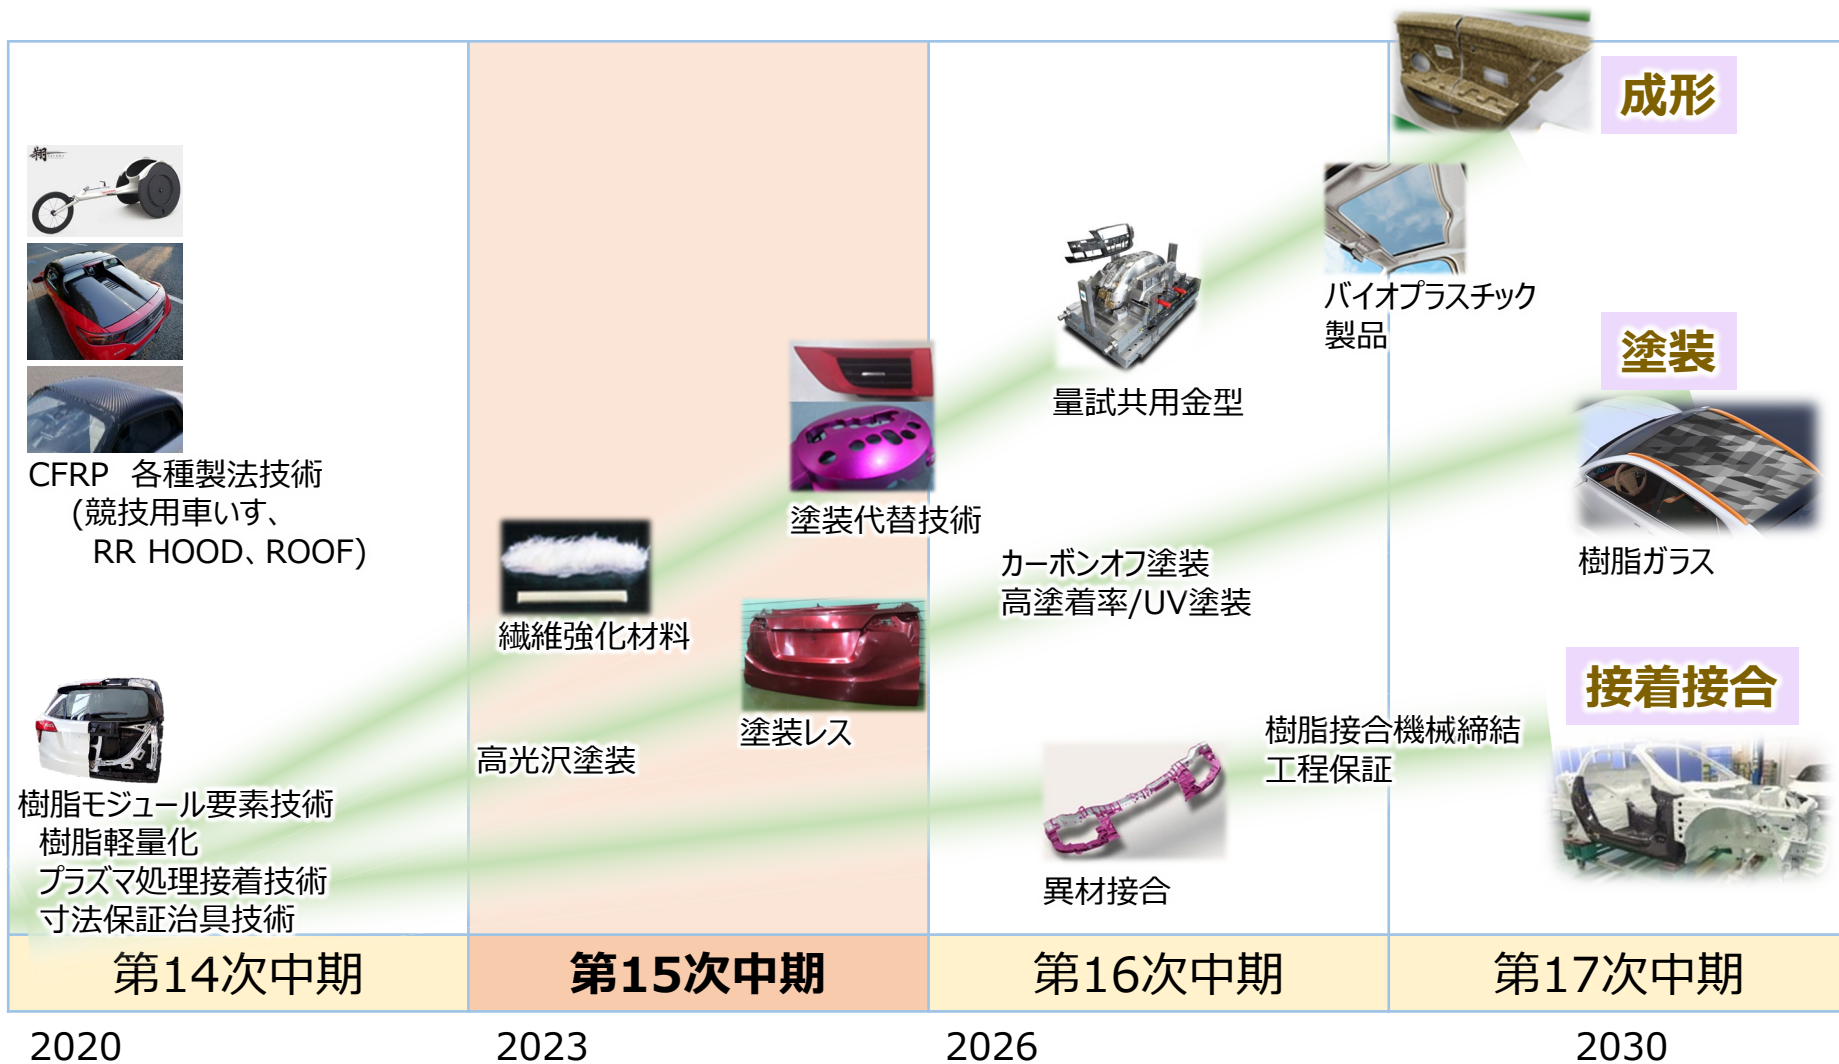 成形
翔
CFRP 各種製法技術
(競技用車いす、
RR HOOD、ROOF)
バイオプラスチック
製品
塗装
量試共用金型
塗装代替技術
樹脂ガラス
カーボンオフ塗装
高塗着率/UV塗装
繊維強化材料
塗装レス
高光沢塗装
接着接合
樹脂接合機械締結
工程保証
樹脂モジュール要素技術
樹脂軽量化
プラズマ処理接着技術
寸法保証治具技術
異材接合
第14次中期
第15次中期
第16次中期
第17次中期
2020
2023
2026
2030